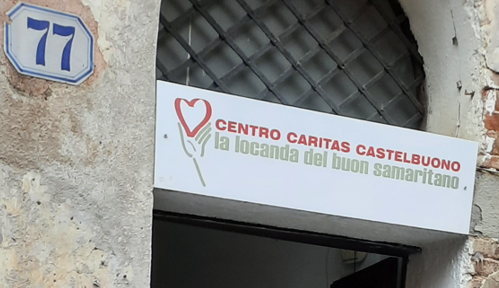 77
CENTRO CARITAS CASTELBUONO
la locanda del buon samaritano